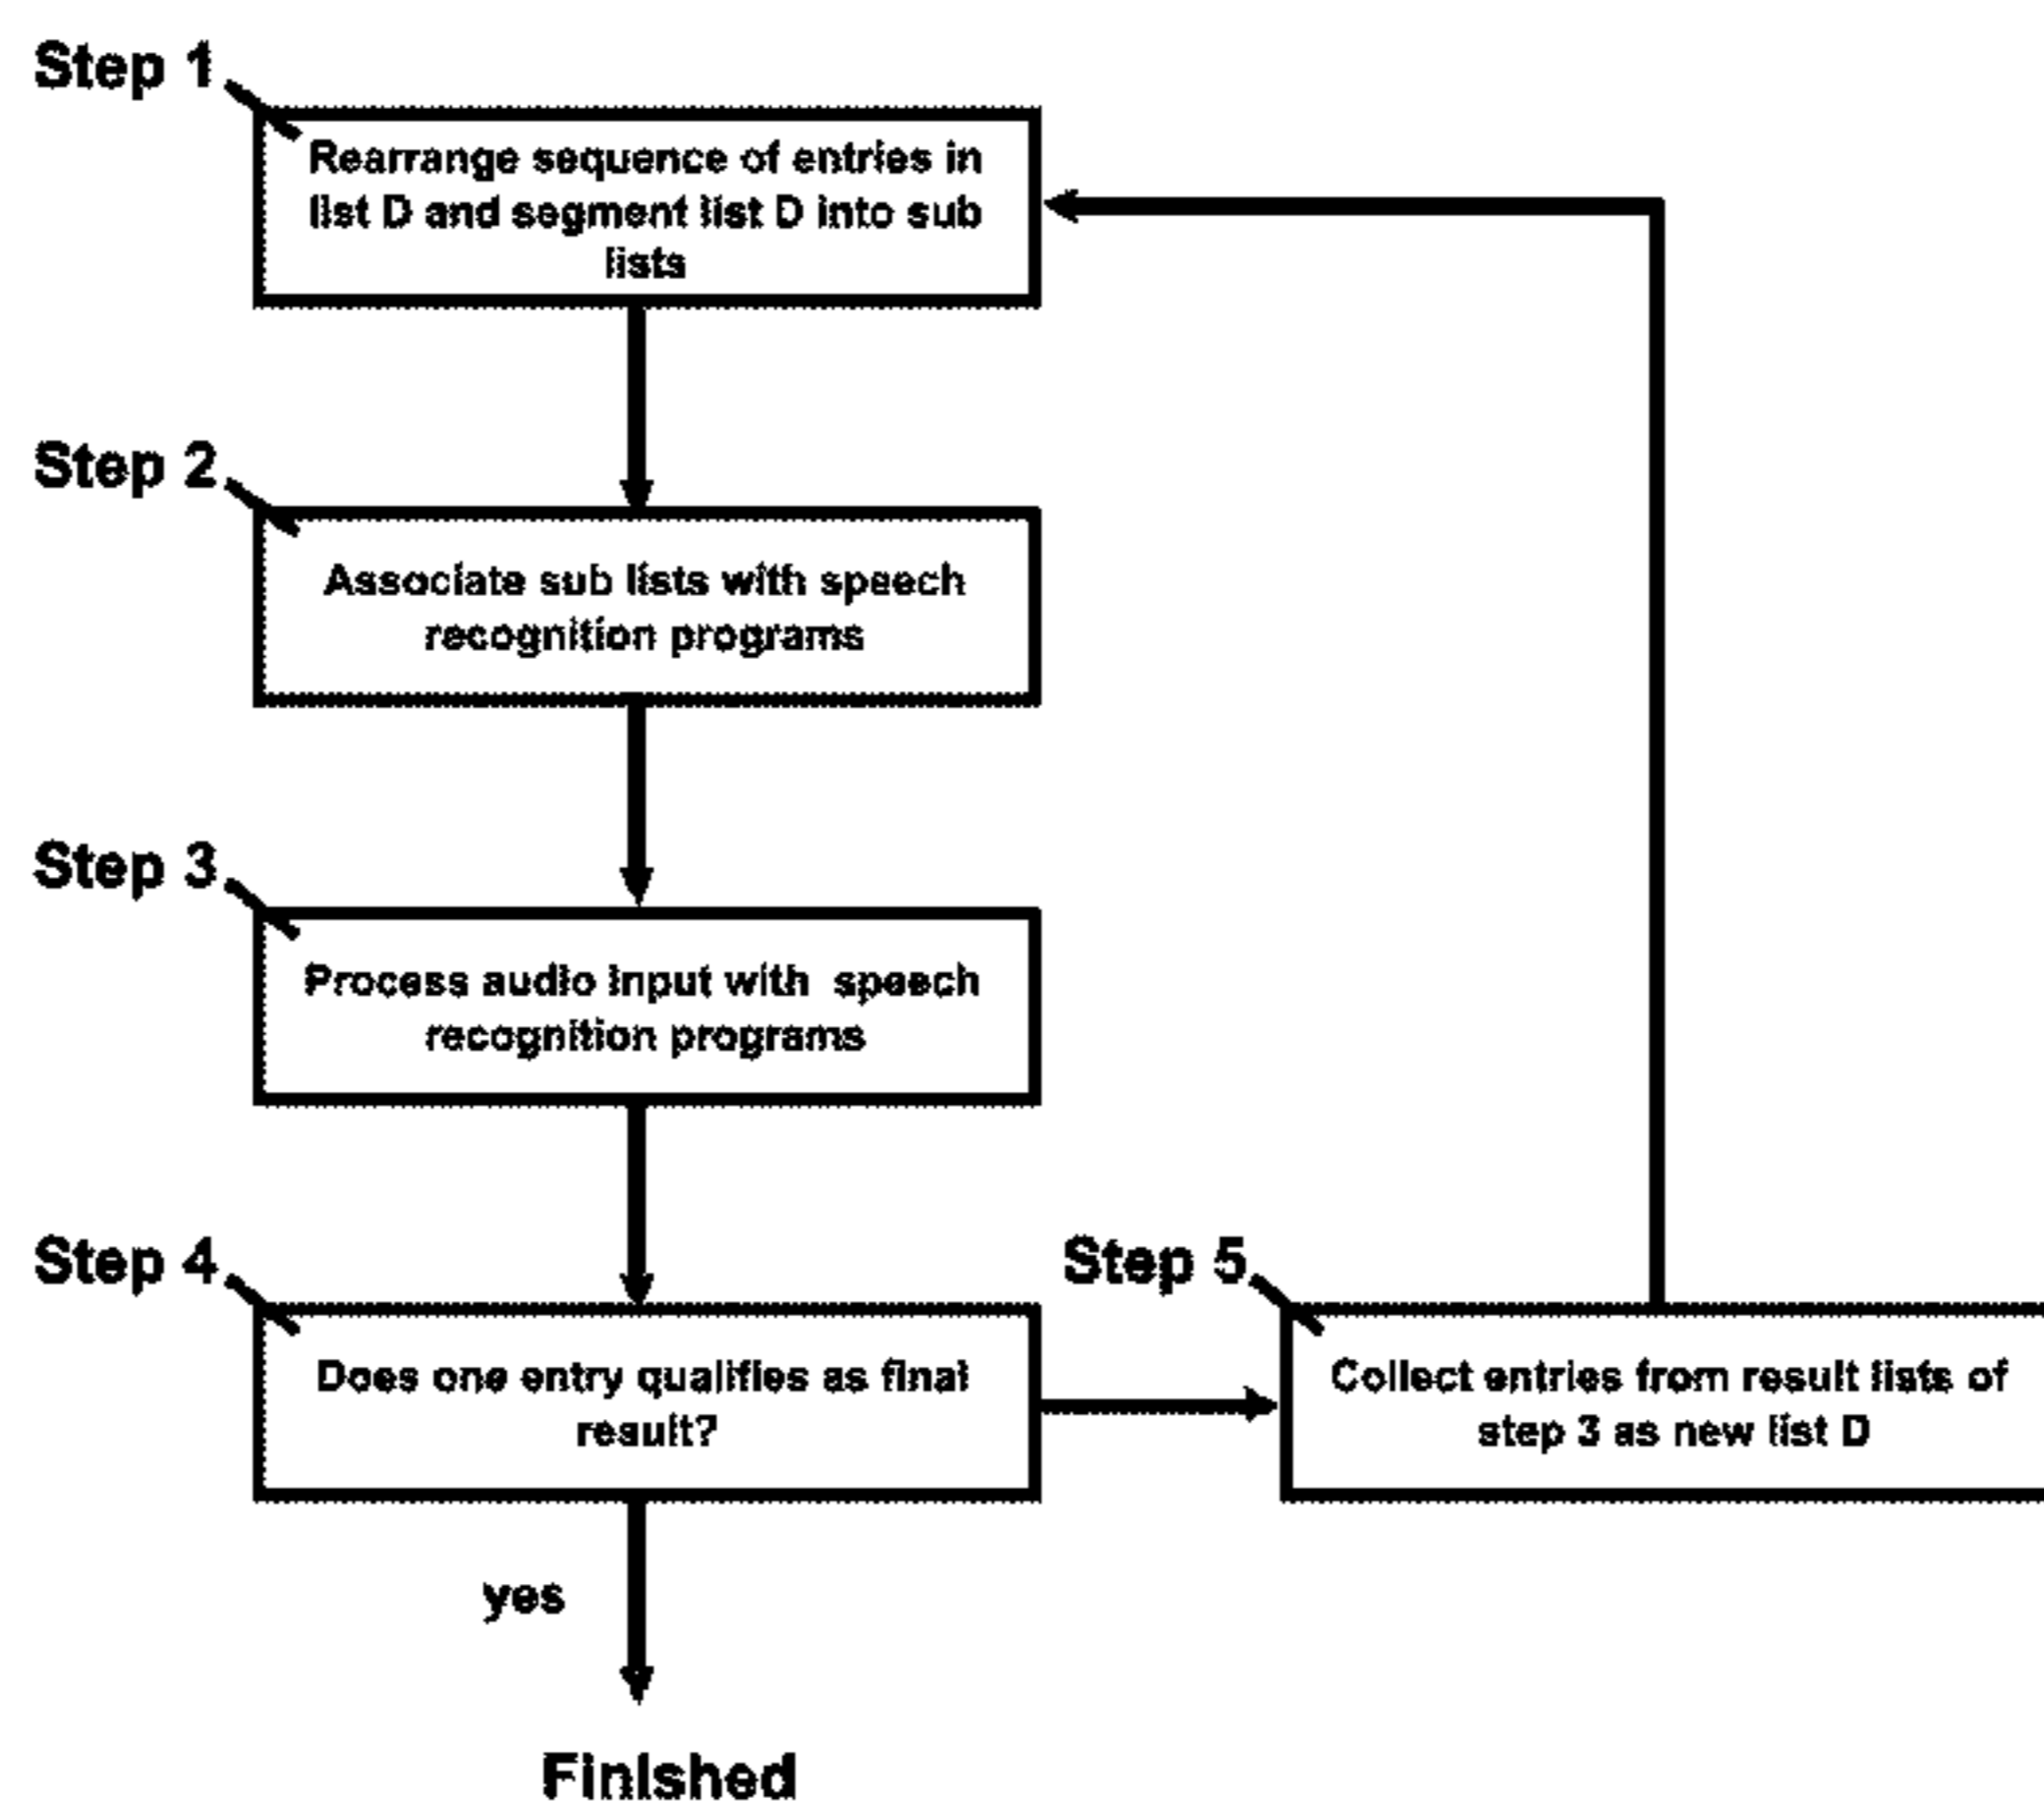 Step 1
Rearrange sequence of entries in
list D and segment list D into sub
lists
Step 2
Associate sub lists with speech
recognition programs
Step 3
Process audio input with speech
recognition programs
Step 4
Does one entry qualifies as final
result?
Step 5
Collect entries from result lists of
step 3 as new list D
yes
Finished